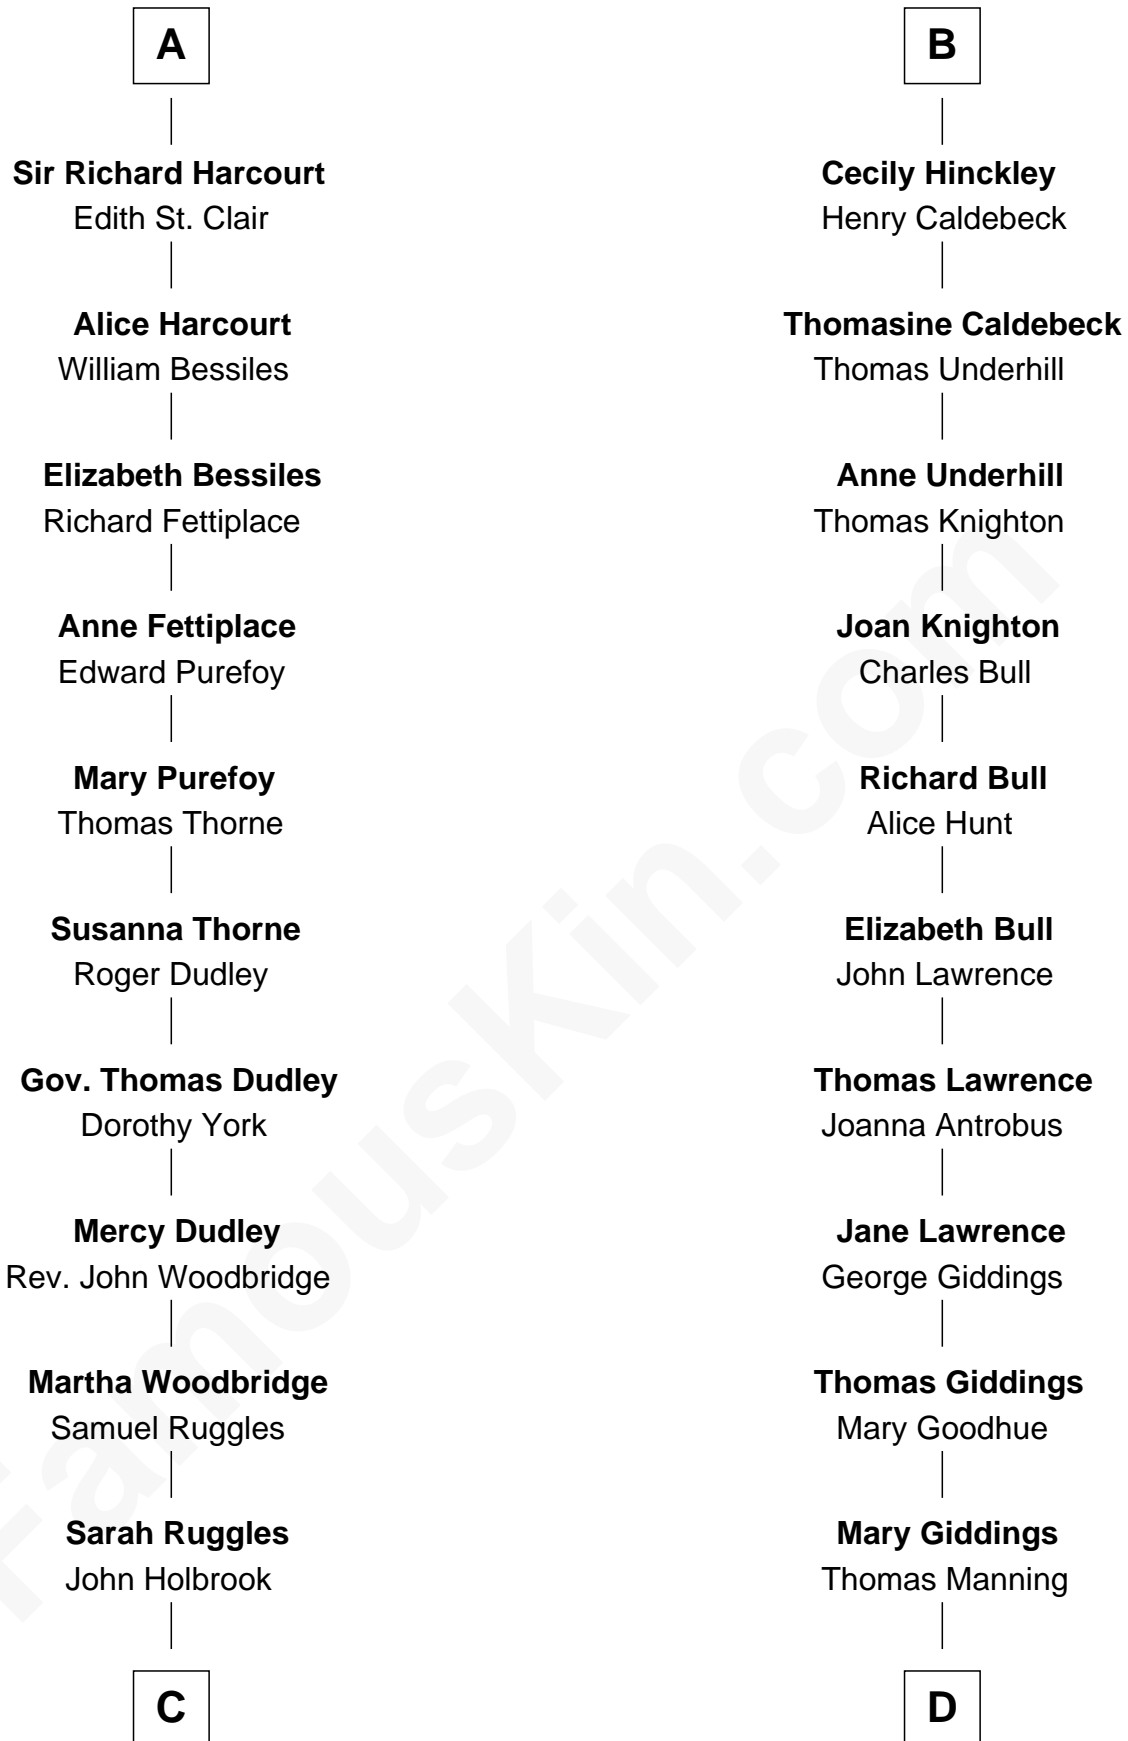 A
Sir Richard Harcourt
Edith St. Clair
Alice Harcourt
William Bessiles
Elizabeth Bessiles
Richard Fettiplace
Anne Fettiplace
Edward Purefoy
Mary Purefoy
Thomas Thorne
Susanna Thorne
Roger Dudley
Gov. Thomas Dudley
Dorothy York
Mercy Dudley
Rev. John Woodbridge
Martha Woodbridge
Samuel Ruggles
Sarah Ruggles
John Holbrook
C
B
Cecily Hinckley
Henry Caldebeck
Thomasine Caldebeck
Thomas Underhill
Anne Underhill
Thomas Knighton
Joan Knighton
Charles Bull
Richard Bull
Alice Hunt
Elizabeth Bull
John Lawrence
Thomas Lawrence
Joanna Antrobus
Jane Lawrence
George Giddings
Thomas Giddings
Mary Goodhue
Mary Giddings
Thomas Manning
D
FamousKin.com